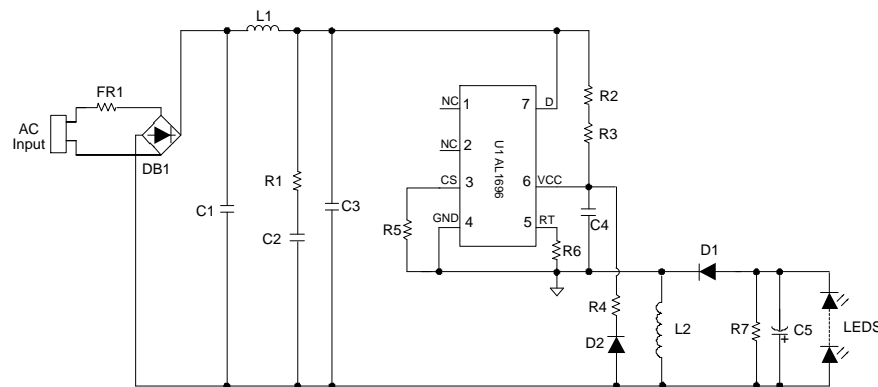 L1
FR1
AC
Input
DB1
C1
R1
C2
C3
NC
1
NC
2
CS
3
GND
4
U1 AL1696
7
D
6
VCC
5
RT
R2
R3
R5
R6
C4
R4
D2
L2
D1
R7
C5
+
LEDS